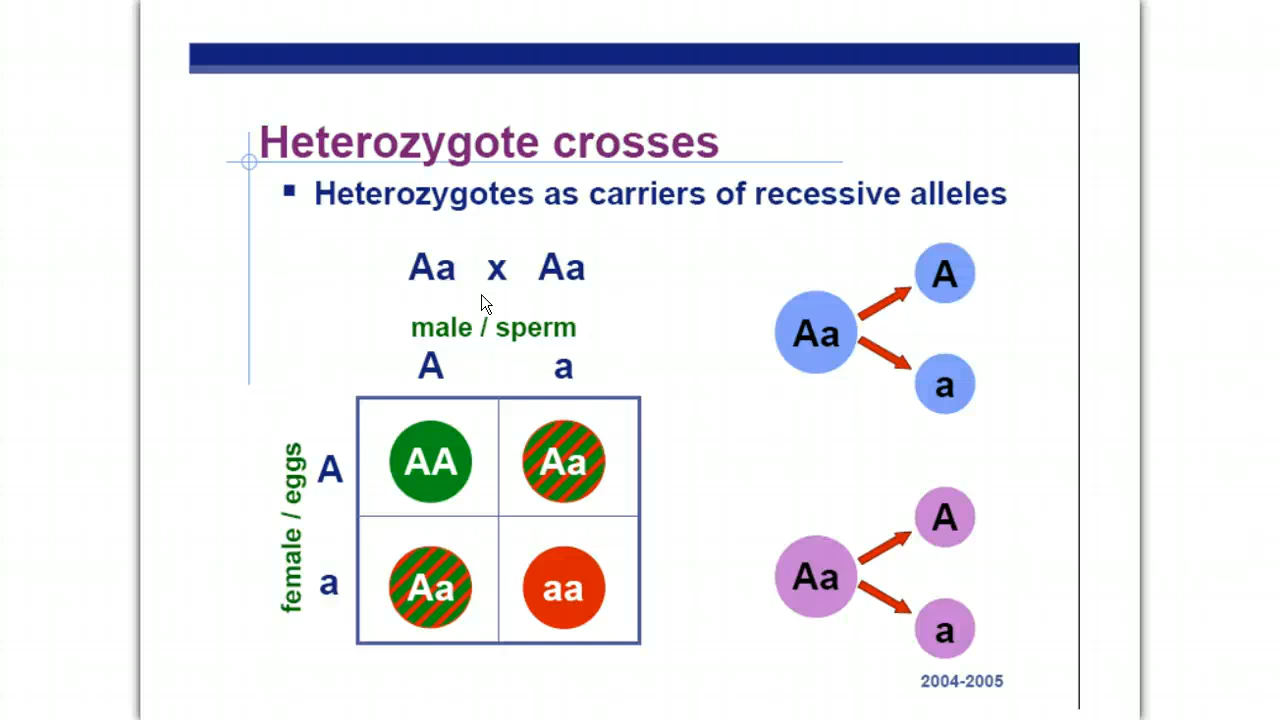 Heterozygote crosses
▪ Heterozygotes as carriers of recessive alleles
Aa x Aa
male / sperm
A a
female / eggs
A
AA Aa
a
Aa aa
Aa
A
a
Aa
A
a
2004-2005